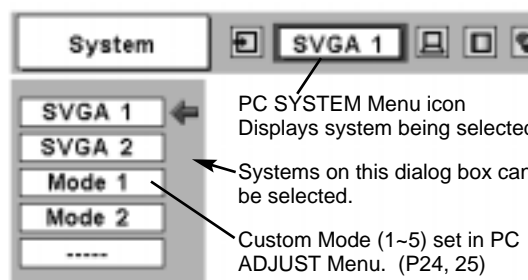 System
SVGA 1
SVGA 1
SVGA 2
Mode 1
Mode 2
-----
PC SYSTEM Menu icon
Displays system being selected
Systems on this dialog box can
be selected.
Custom Mode (1~5) set in PC
ADJUST Menu. (P24, 25)